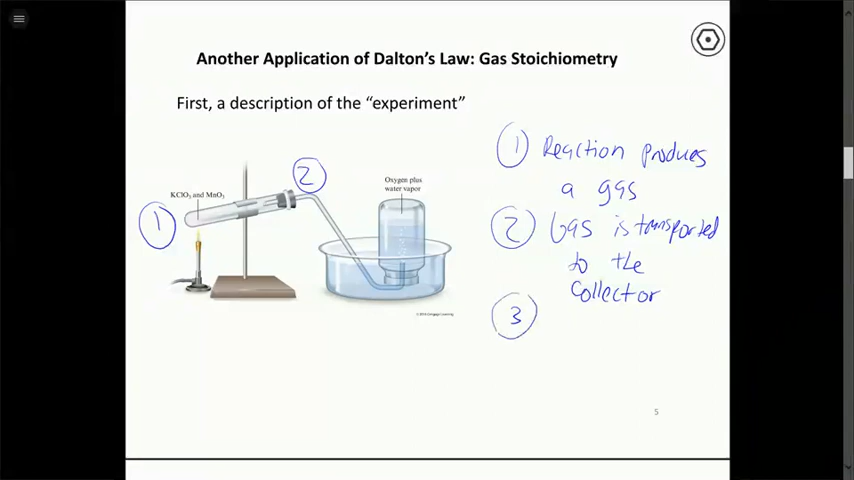 Another Application of Dalton's Law: Gas Stoichiometry
First, a description of the "experiment"
KClO3 and MnO2
1
2
Oxygen plus
water vapor
1 Reaction produces
a gas
2 Gas is transported
to the
Collector
3
5